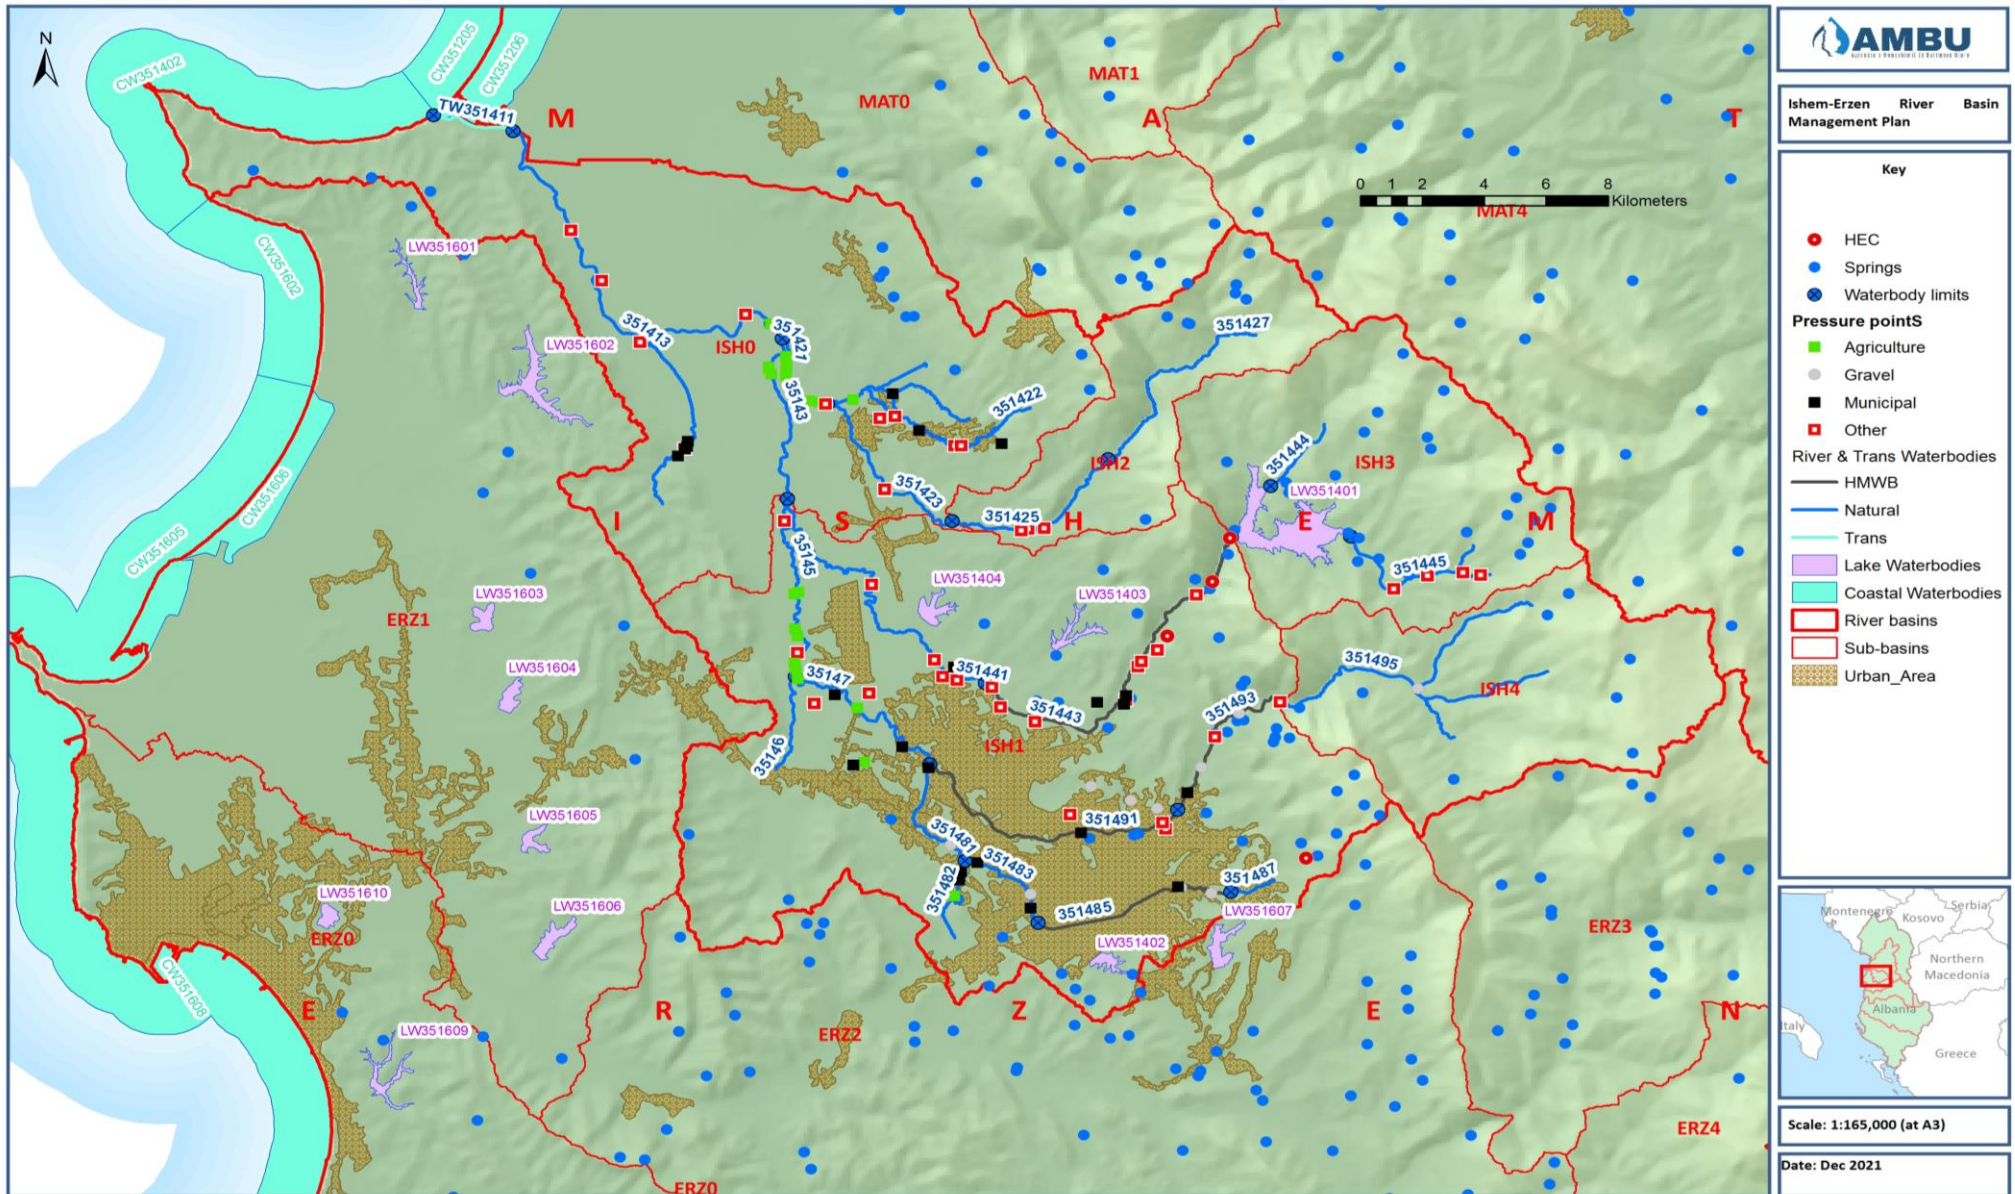 N
CW351402
CW351205
CW351206
TW351411
M
MAT0
MAT1
A
T
0 1 2 4 6 8
Kilometers
MAT4
CW351602
LW351601
351413
LW351602
ISH0
351421
35143
351427
351422
351423
351425
ISH2
351444
ISH3
LW351401
I
S
H
E
M
CW351606
CW351605
LW351603
ERZ1
35145
LW351404
LW351403
351445
LW351604
35147
351441
351443
351495
ISH4
351493
35146
ISH1
LW351605
351491
351481
351483
351482
351487
351485
LW351610
ERZ0
LW351606
LW351607
LW351402
ERZ3
CW351608
E
R
Z
E
N
LW351609
ERZ2
ERZ4
ERZ0
AMBU
Ishem-Erzen River Basin
Management Plan
Key
HEC
Springs
Waterbody limits
Pressure pointS
Agriculture
Gravel
Municipal
Other
River & Trans Waterbodies
HMWB
Natural
Trans
Lake Waterbodies
Coastal Waterbodies
River basins
Sub-basins
Urban_Area
Montenegro
Serbia
Kosovo
Northern
Macedonia
Albania
Italy
Greece
Scale: 1:165,000 (at A3)
Date: Dec 2021